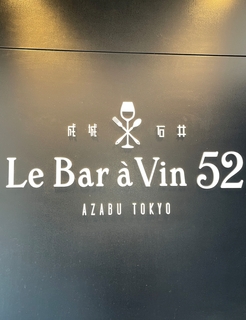 成城 石井
Le Bar à Vin 52
AZABU TOKYO